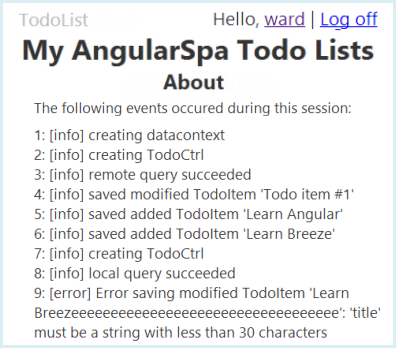 TodoList
Hello, ward | Log off
My AngularSpa Todo Lists
About
The following events occured during this session:
1: [info] creating datacontext
2: [info] creating TodoCtrl
3: [info] remote query succeeded
4: [info] saved modified TodoItem 'Todo item #1'
5: [info] saved added TodoItem 'Learn Angular'
6: [info] saved added TodoItem 'Learn Breeze'
7: [info] creating TodoCtrl
8: [info] local query succeeded
9: [error] Error saving modified TodoItem 'Learn
Breezeeeeeeeeeeeeeeeeeeeeeeeeeeeeeeeeee': 'title'
must be a string with less than 30 characters